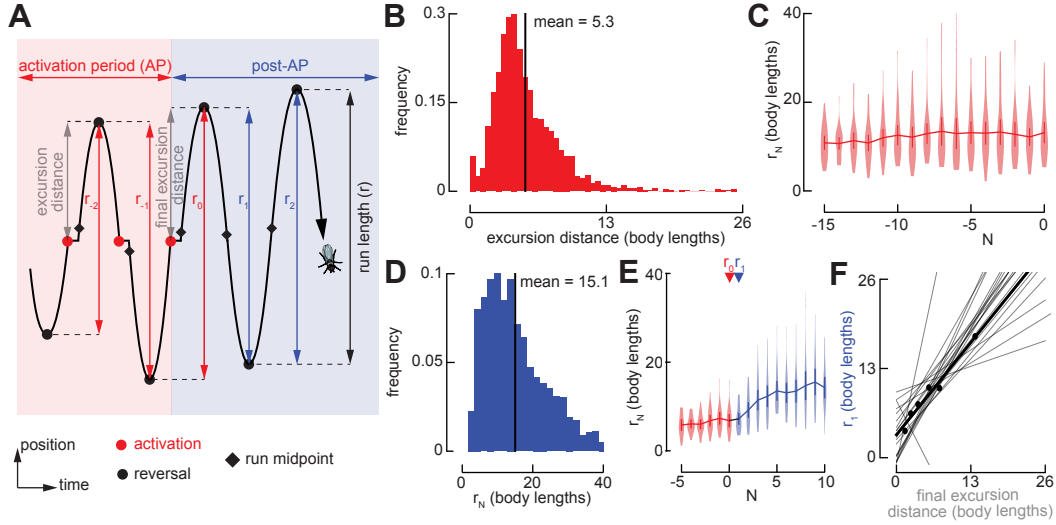 A
activation period (AP)
post-AP
excursion
distance
r-2
r-1
final excursion
distance
r0
r1
r2
run length (r)
position
time
activation
reversal
run midpoint
B
mean = 5.3
frequency
0.3
0.15
0
0
13
26
excursion distance (body lengths)
C
rN (body lengths)
40
20
0
-15
-10
-5
0
N
D
mean = 15.1
frequency
0.1
0.05
0
0
20
40
rN (body lengths)
E
r0 r1
rN (body lengths)
40
20
0
-5
0
5
10
N
F
r1 (body lengths)
26
13
0
0
13
26
final excursion
distance (body lengths)